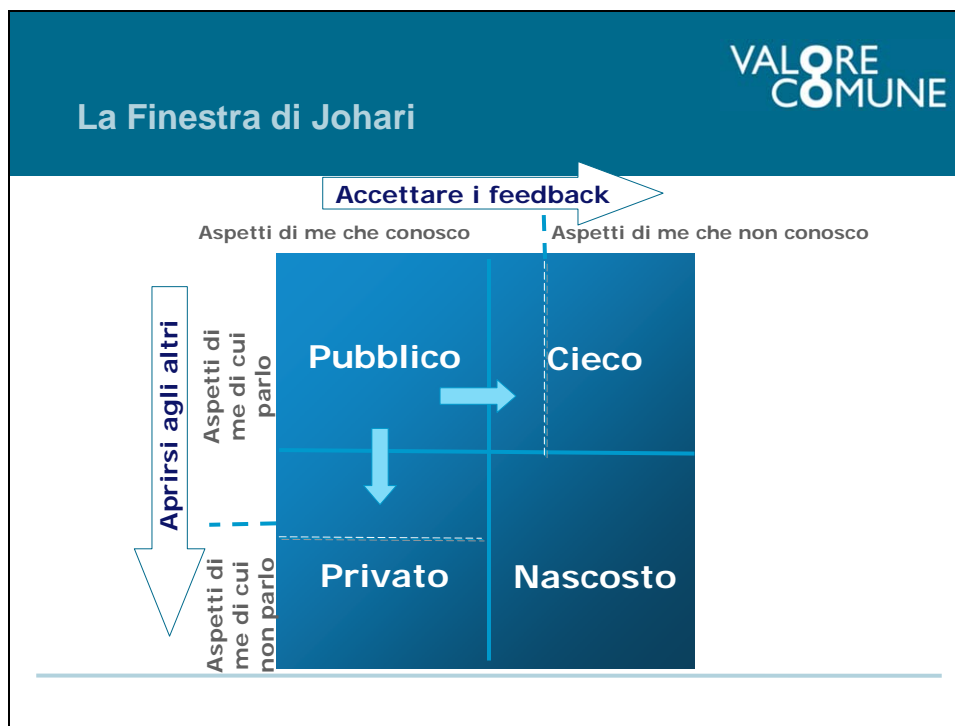 VALORE
COMUNE
La Finestra di Johari
Accettare i feedback
Aspetti di me che conosco
Aspetti di me che non conosco
Aprirsi agli altri
Aspetti di
me di cui
parlo
Pubblico
Cieco
Aspetti di
me di cui
non parlo
Privato
Nascosto